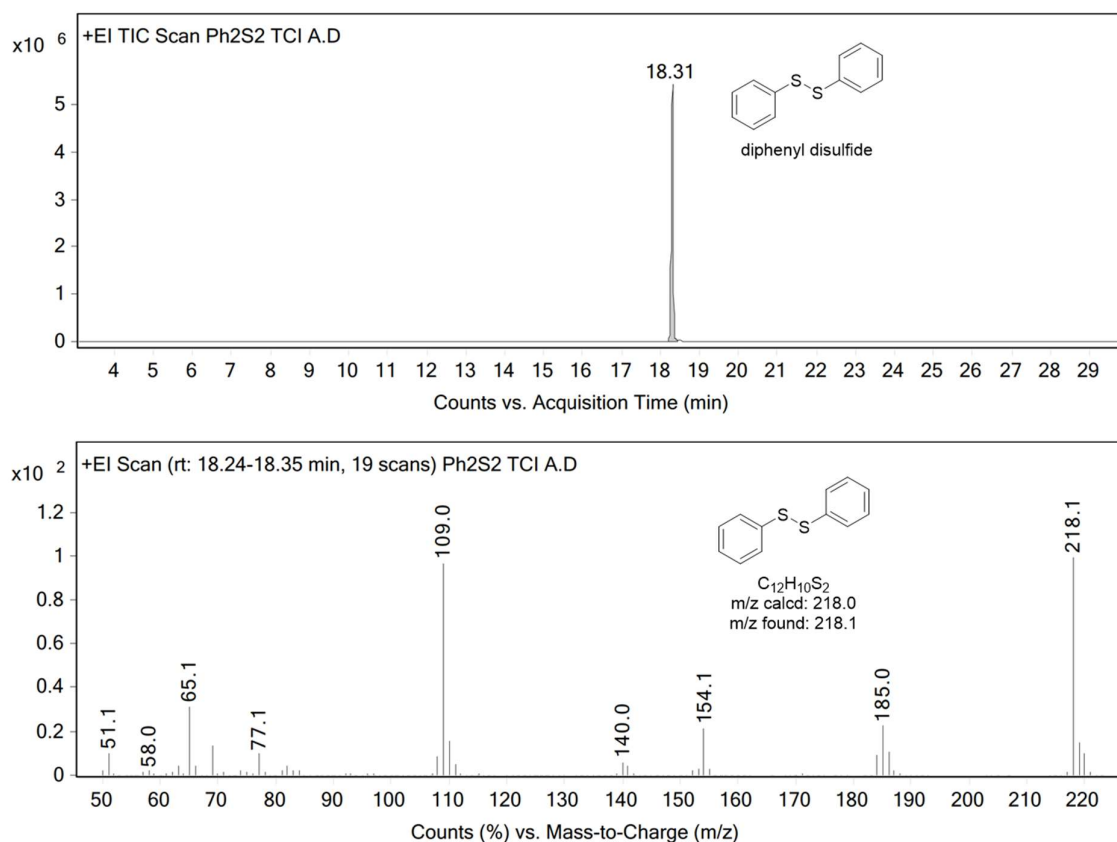 x10 6
+EI TIC Scan Ph2S2 TCI A.D
18.31
S
S
diphenyl disulfide
5
4
3
2
1
0
4 5 6 7 8 9 10 11 12 13 14 15 16 17 18 19 20 21 22 23 24 25 26 27 28 29
Counts vs. Acquisition Time (min)
x10 2
+EI Scan (rt: 18.24-18.35 min, 19 scans) Ph2S2 TCI A.D
S
S
C12H10S2
m/z calcd: 218.0
m/z found: 218.1
1.2
1
0.8
0.6
0.4
0.2
0
51.1 58.0 65.1 77.1 109.0 140.0 154.1 185.0 218.1
50 60 70 80 90 100 110 120 130 140 150 160 170 180 190 200 210 220
Counts (%) vs. Mass-to-Charge (m/z)